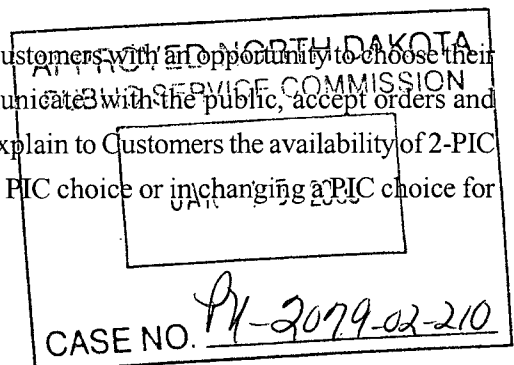 ustomers with an opportunity to choose their
APPROVED NORTH DAKOTA
unicate with the public, accept orders and
PUBLIC SERVICE COMMISSION
xplain to Customers the availability of 2-PIC
PIC choice or in changing a PIC choice for
CASE NO. PU-2079-02-210